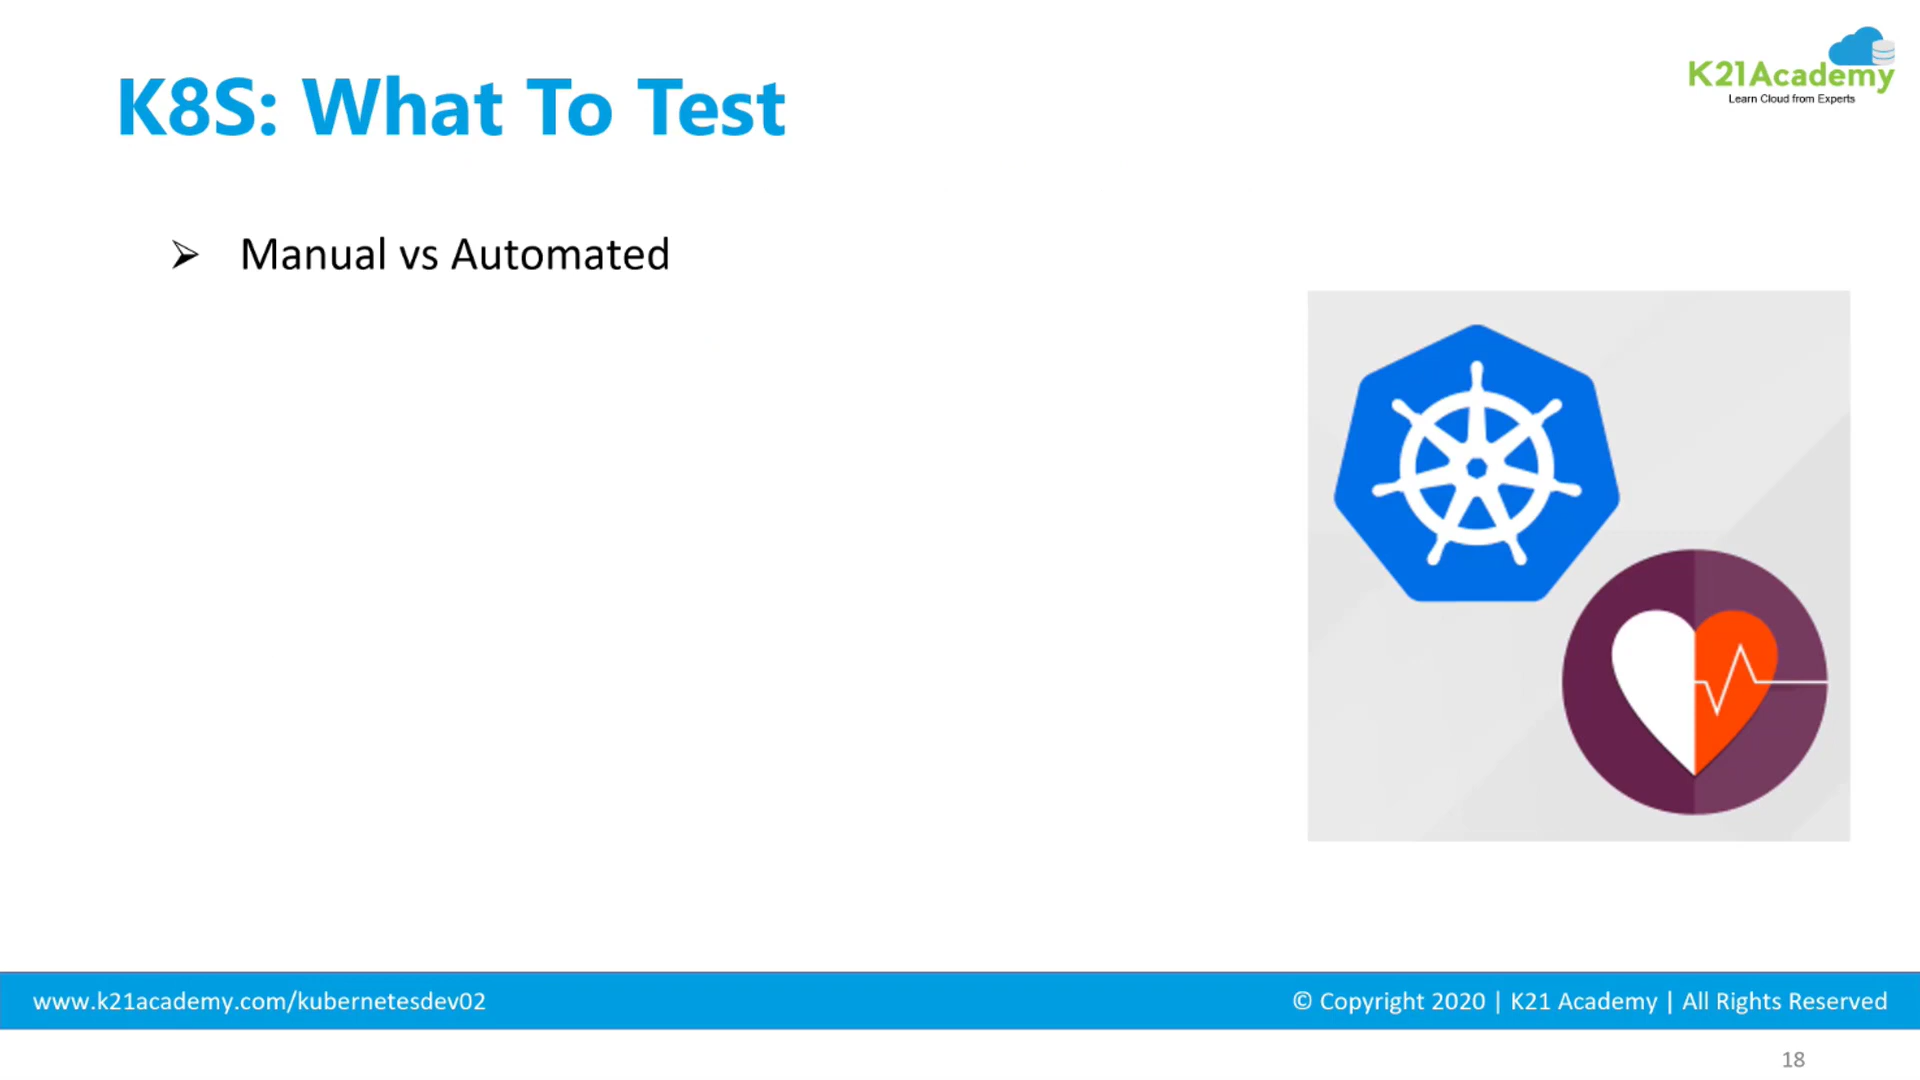 K21Academy
Learn Cloud from Experts
K8S: What To Test
➢ Manual vs Automated
www.k21academy.com/kubernetesdev02
© Copyright 2020 | K21 Academy | All Rights Reserved
18